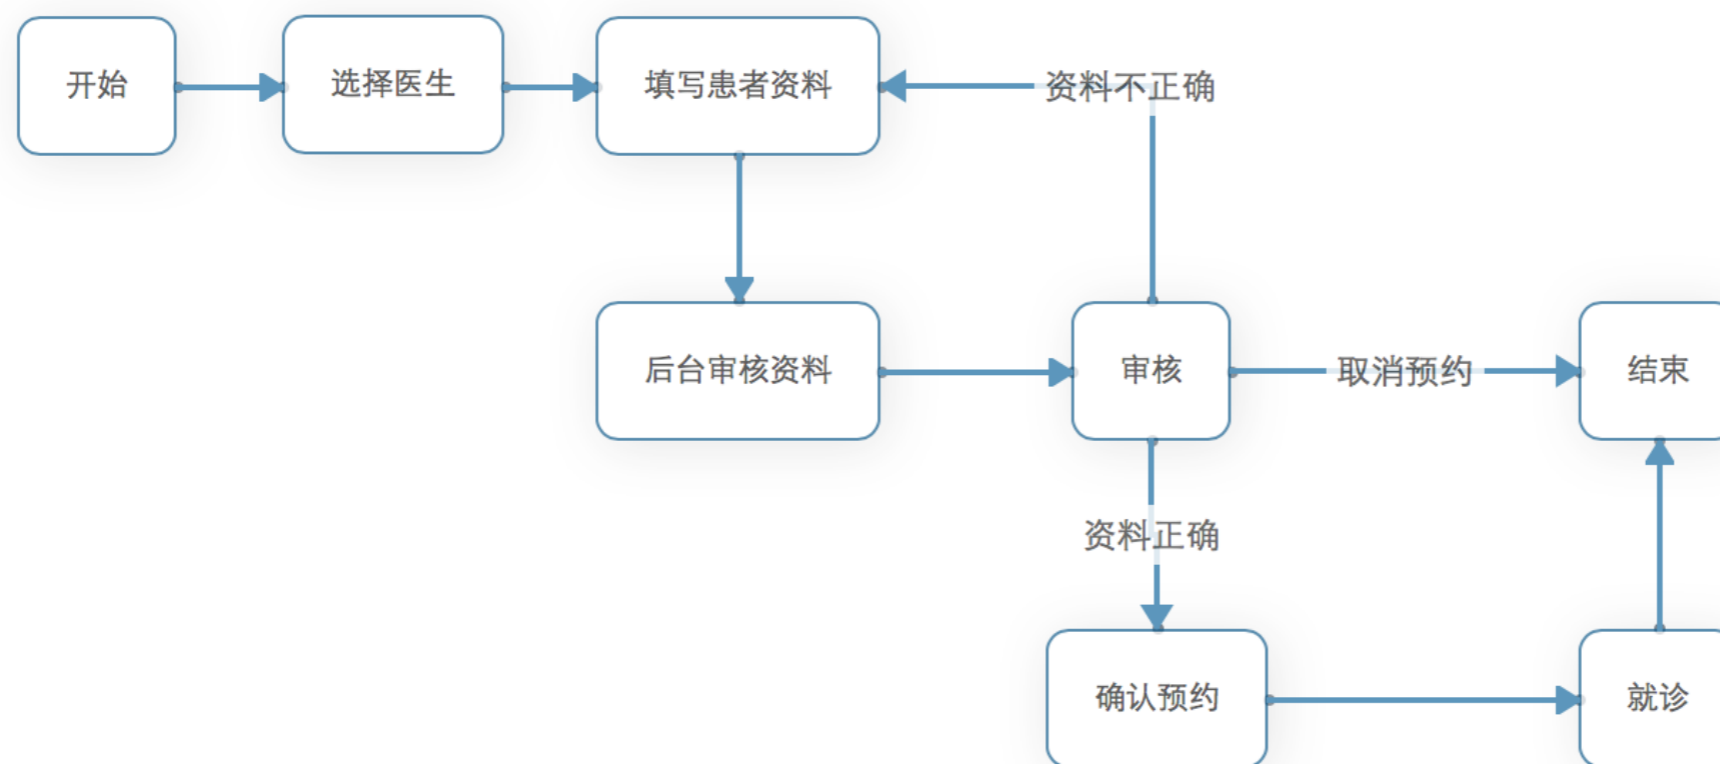 开始
选择医生
填写患者资料
资料不正确
后台审核资料
审核
取消预约
结束
资料正确
确认预约
就诊